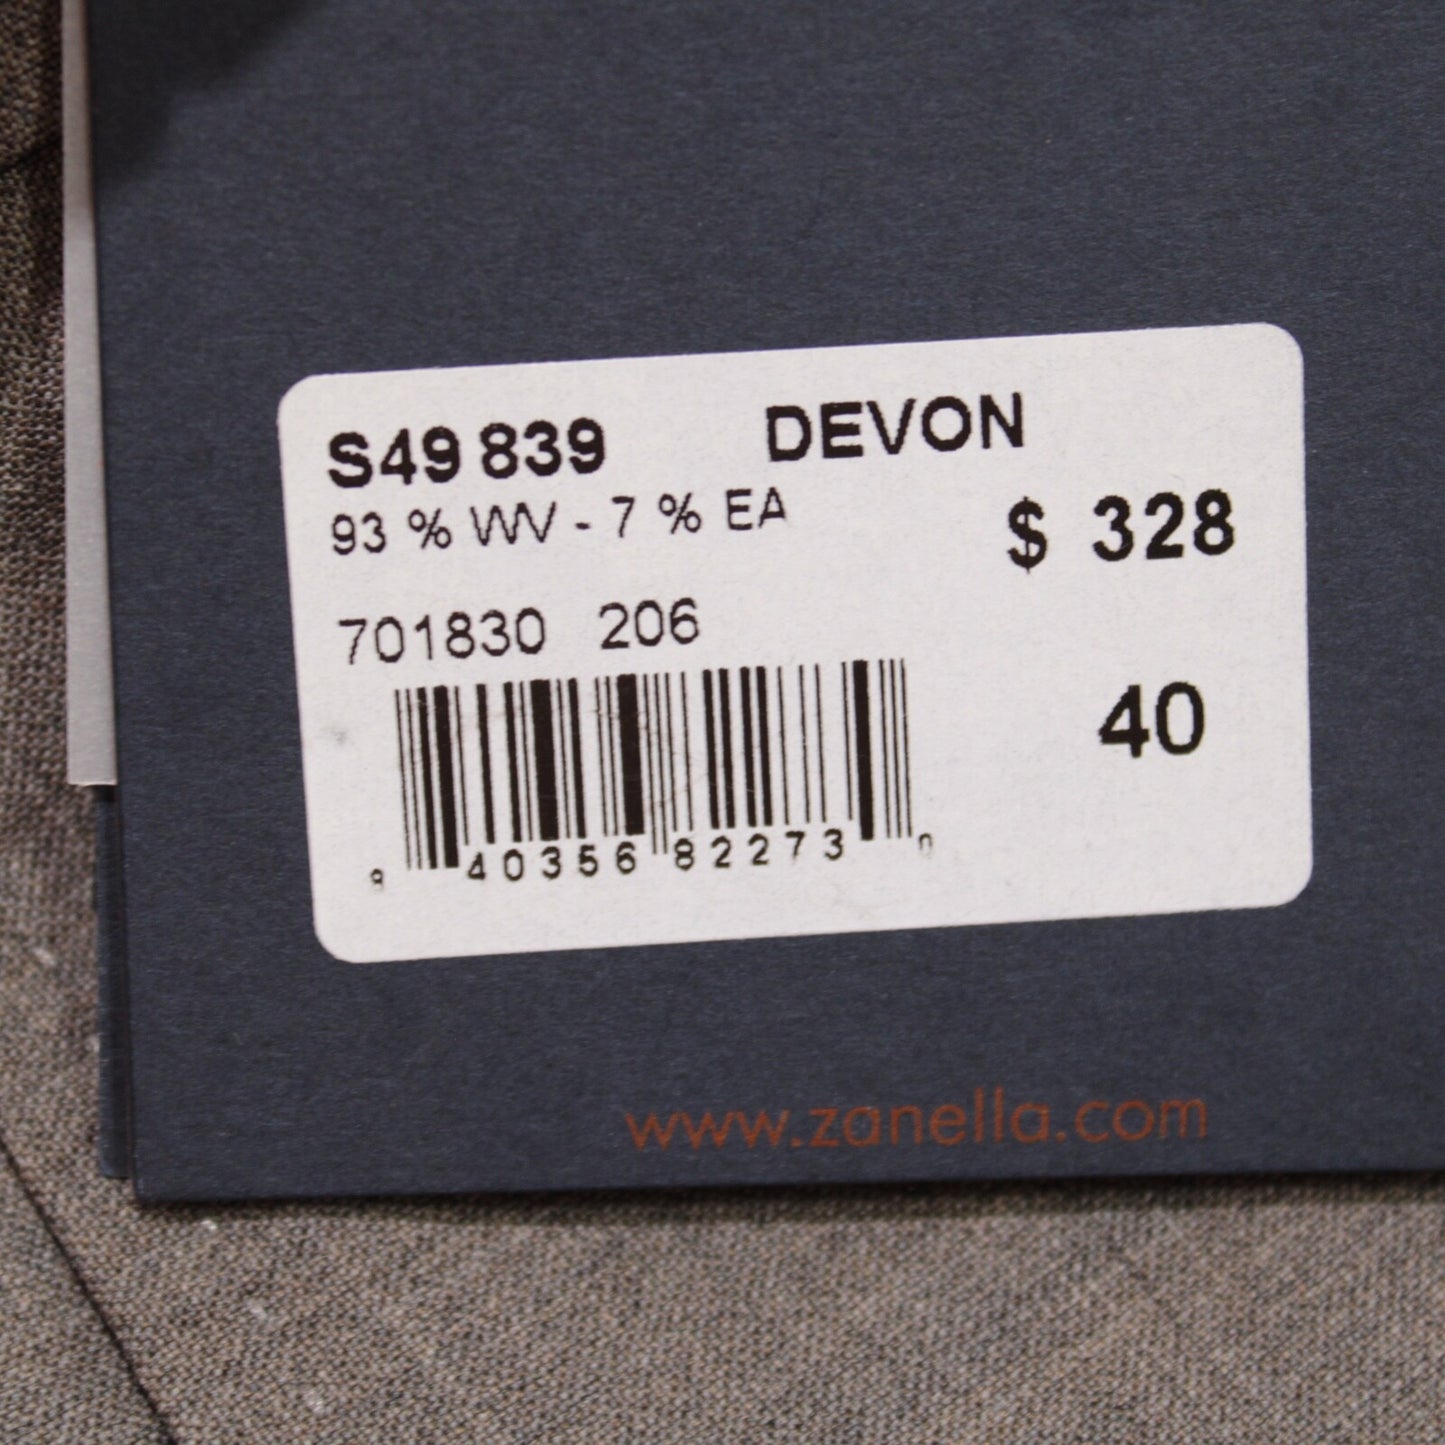 S49 839 DEVON
93 % WV - 7 % EA
$ 328
701830 206
40
8 40356 82273 0
www.zanella.com